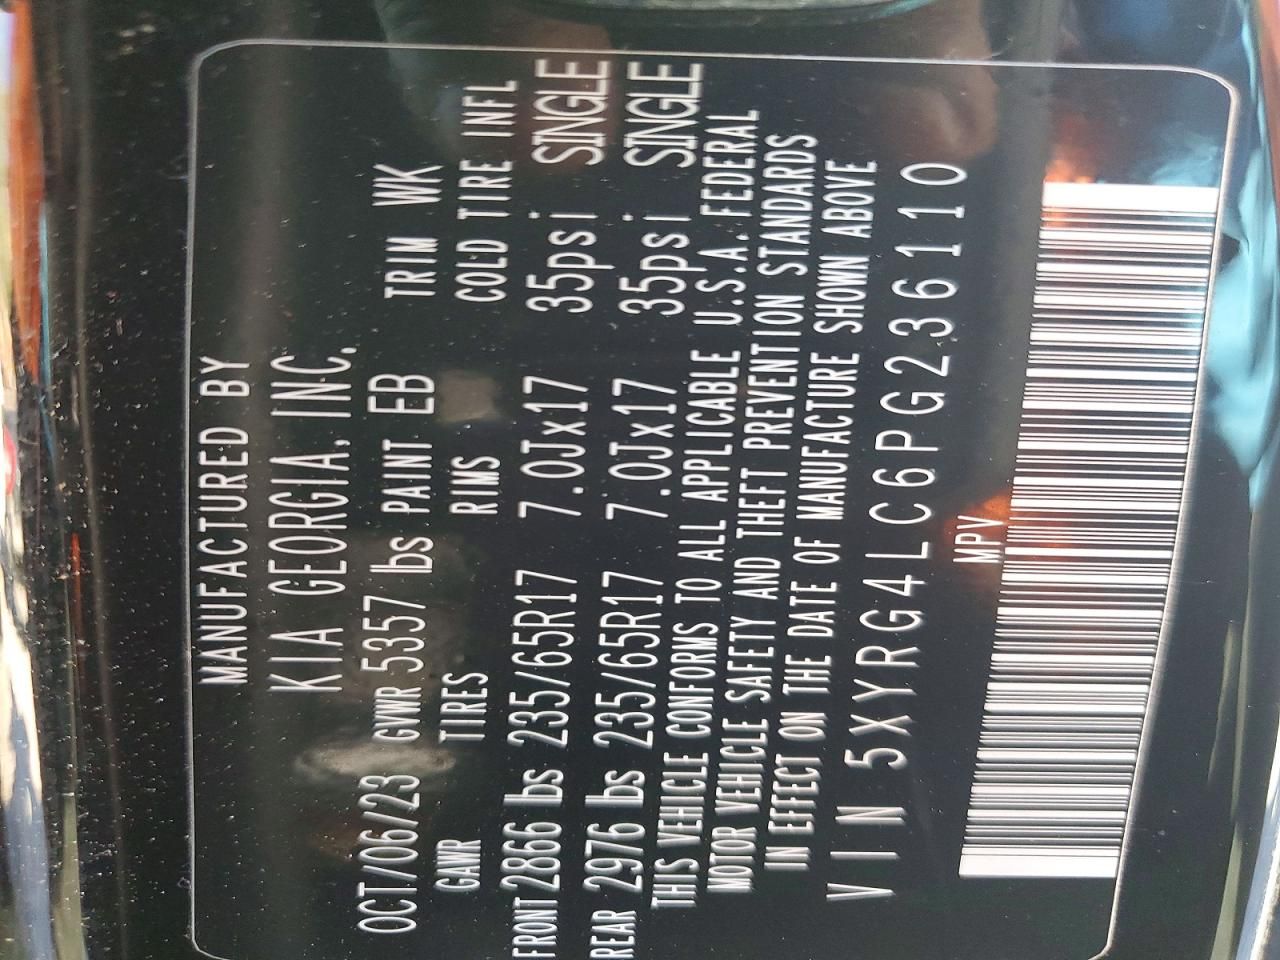 MANUFACTURED BY
KIA GEORGIA, INC.
OCT/06/23 GVWR 5357 lbs PAINT EB TRIM WK
GAWR TIRES RIMS COLD TIRE INFL
FRONT 2866 lbs 235/65R17 7.0Jx17 35psi SINGLE
REAR 2976 lbs 235/65R17 7.0Jx17 35psi SINGLE
THIS VEHICLE CONFORMS TO ALL APPLICABLE U.S.A. FEDERAL
MOTOR VEHICLE SAFETY AND THEFT PREVENTION STANDARDS
IN EFFECT ON THE DATE OF MANUFACTURE SHOWN ABOVE
VIN 5XYRG4LC6PG236110
MPV